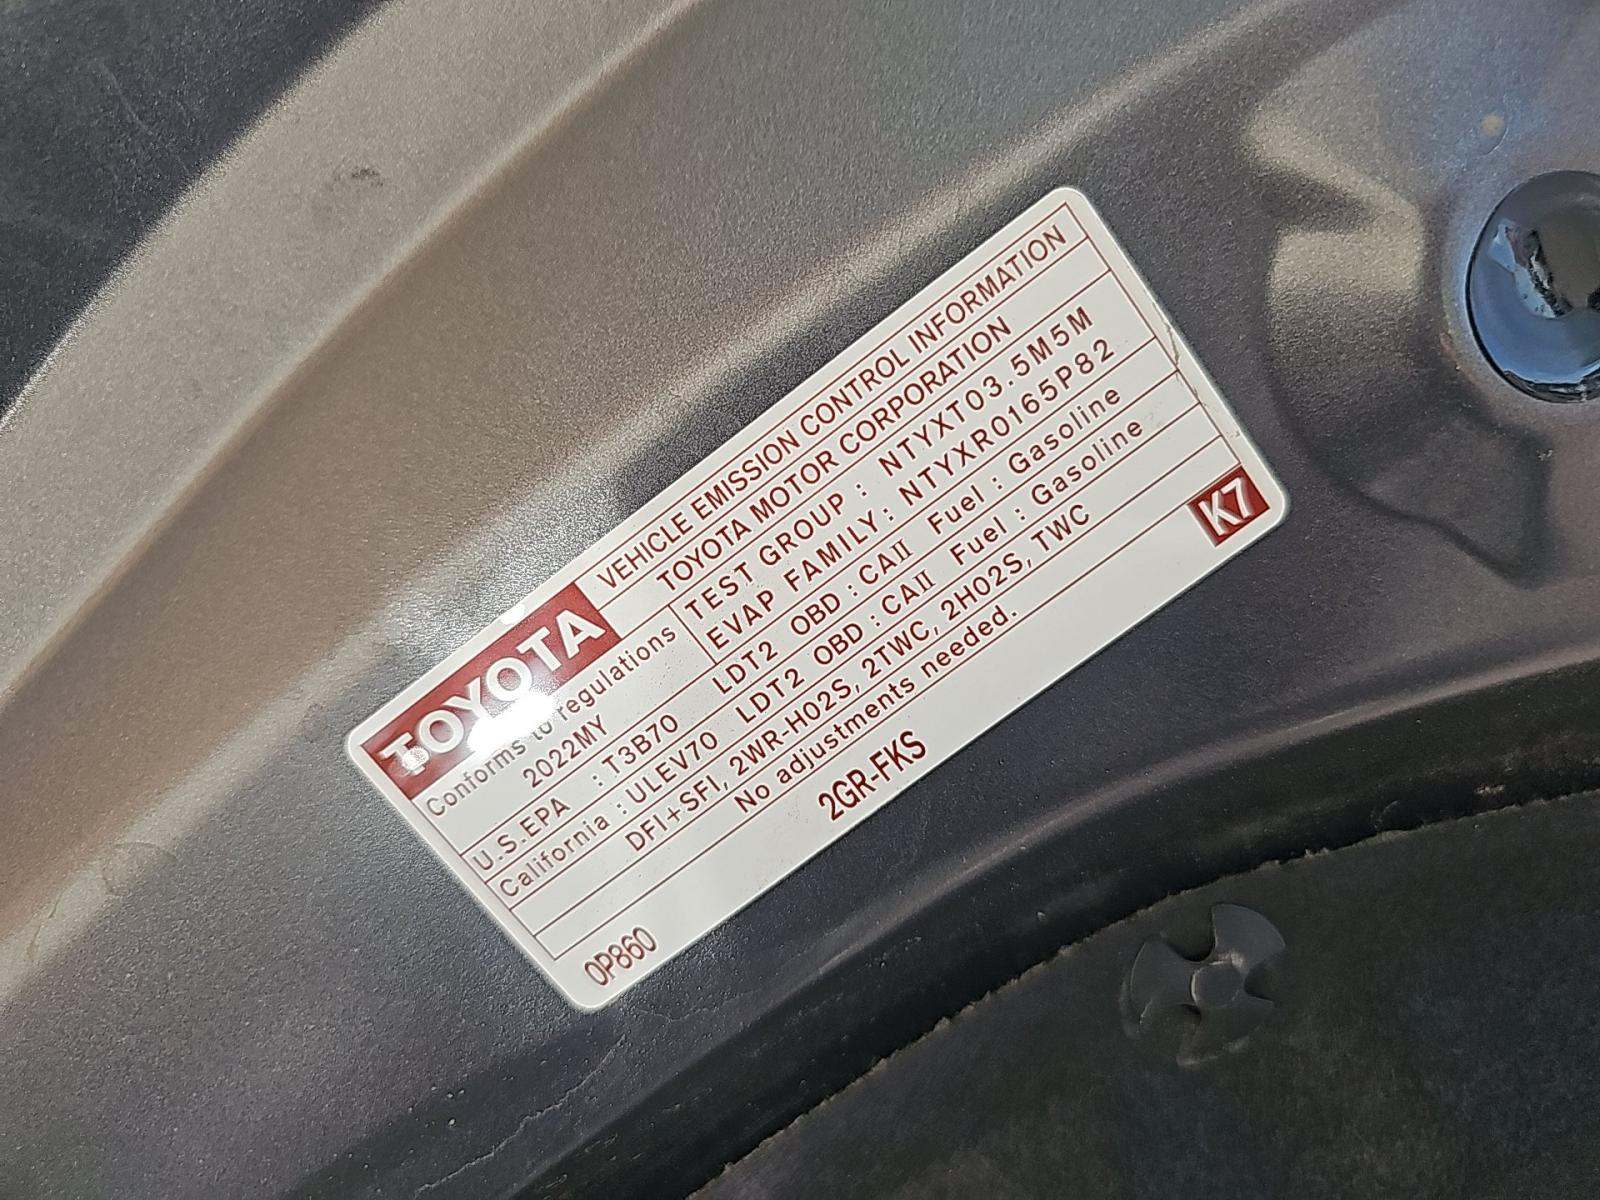 TOYOTA VEHICLE EMISSION CONTROL INFORMATION
TOYOTA MOTOR CORPORATION
Conforms to regulations
2022MY
TEST GROUP : NTYXT03.5M5M
EVAP FAMILY: NTYXR0165P82
U.S.EPA : T3B70 LDT2 OBD : CAII Fuel : Gasoline
California : ULEV70 LDT2 OBD : CAII Fuel : Gasoline
DFI+SFI, 2WR-HO2S, 2TWC, 2HO2S, TWC
No adjustments needed.
0P860 2GR-FKS K7